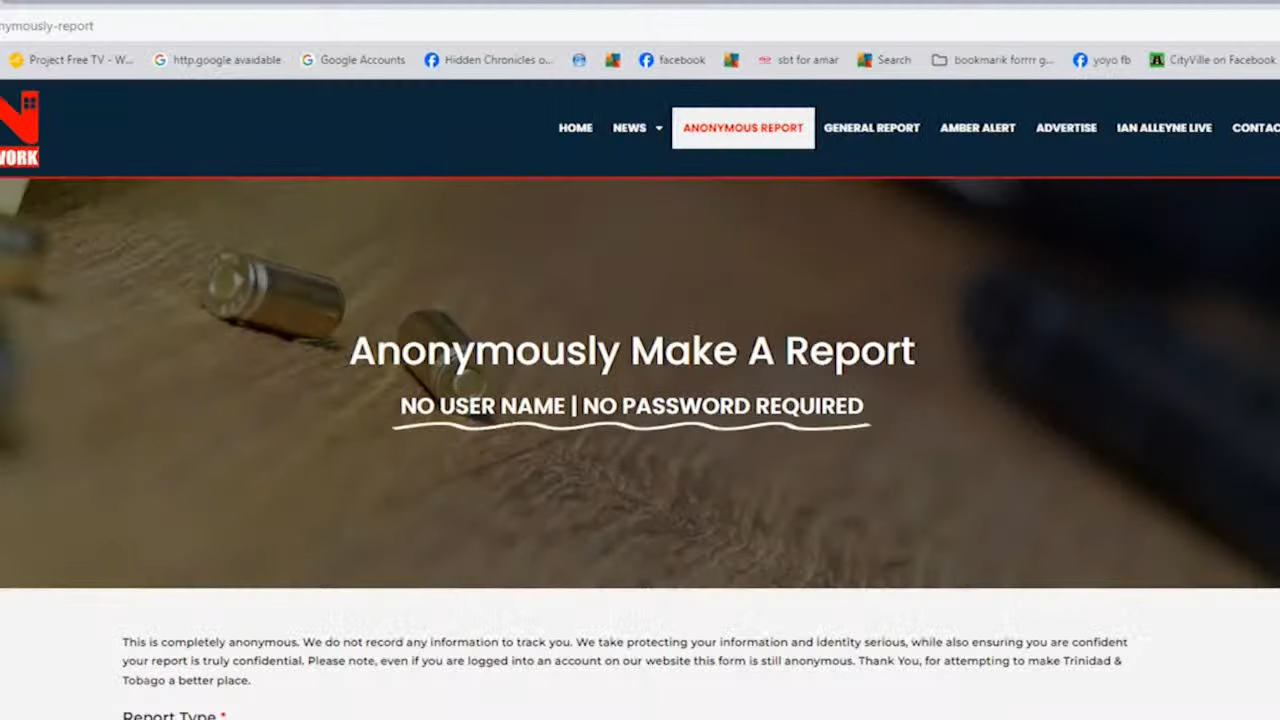 nymously-report
Project Free TV - W... http.google avaidable Google Accounts Hidden Chronicles o... facebook sbt for amar Search bookmarik forrrr g... yoyo fb CityVille on Facebook
WORK
HOME NEWS ANONYMOUS REPORT GENERAL REPORT AMBER ALERT ADVERTISE IAN ALLEYNE LIVE CONTAC
Anonymously Make A Report
NO USER NAME | NO PASSWORD REQUIRED
This is completely anonymous. We do not record any information to track you. We take protecting your information and identity serious, while also ensuring you are confident
your report is truly confidential. Please note, even if you are logged into an account on our website this form is still anonymous. Thank You, for attempting to make Trinidad &
Tobago a better place.
Report Type *